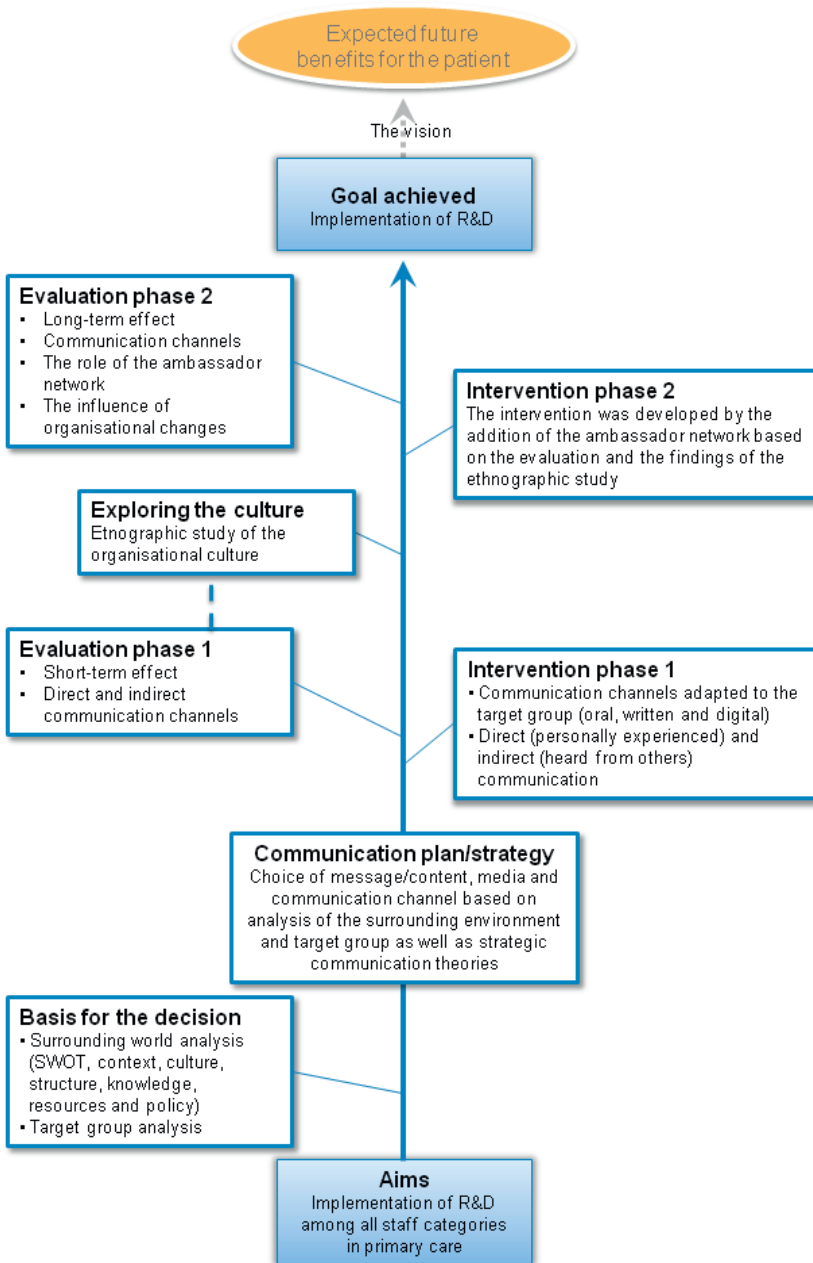 Expected future
benefits for the patient
The vision
Goal achieved
Implementation of R&D
Evaluation phase 2
▪ Long-term effect
▪ Communication channels
▪ The role of the ambassador
network
▪ The influence of
organisational changes
Intervention phase 2
The intervention was developed by the
addition of the ambassador network based
on the evaluation and the findings of the
ethnographic study
Exploring the culture
Etnographic study of the
organisational culture
Evaluation phase 1
▪ Short-term effect
▪ Direct and indirect
communication channels
Intervention phase 1
▪ Communication channels adapted to the
target group (oral, written and digital)
▪ Direct (personally experienced) and
indirect (heard from others)
communication
Communication plan/strategy
Choice of message/content, media and
communication channel based on
analysis of the surrounding environment
and target group as well as strategic
communication theories
Basis for the decision
▪ Surrounding world analysis
(SWOT, context, culture,
structure, knowledge,
resources and policy)
▪ Target group analysis
Aims
Implementation of R&D
among all staff categories
in primary care